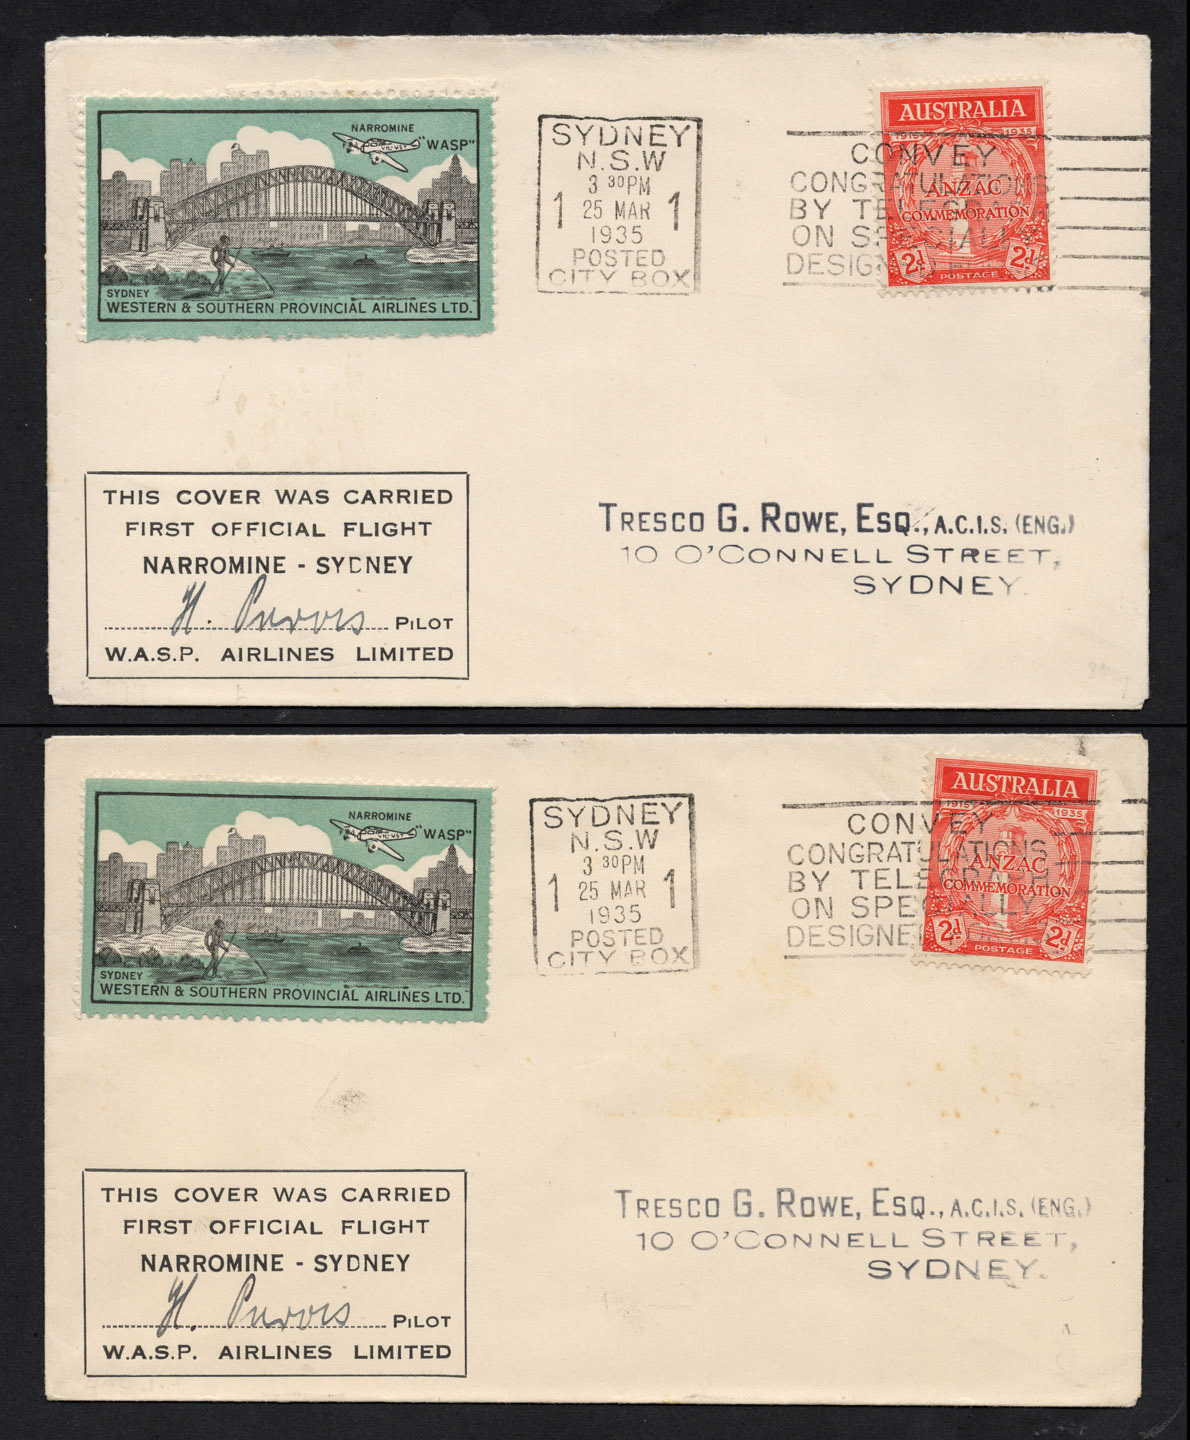 NARROMINE
"WASP"
VH-UST
SYDNEY
WESTERN & SOUTHERN PROVINCIAL AIRLINES LTD.
SYDNEY
N.S.W
3 30PM
1 25 MAR 1
1935
POSTED
CITY BOX
CONVEY
CONGRATULATIONS
BY TELEGRAPH
ON SPECIALLY
DESIGNED
AUSTRALIA
1915 1935
ANZAC
COMMEMORATION
2d 2d
POSTAGE
THIS COVER WAS CARRIED
FIRST OFFICIAL FLIGHT
NARROMINE - SYDNEY
H. Purvis PILOT
W.A.S.P. AIRLINES LIMITED
TRESCO G. ROWE, ESQ., A.C.I.S. (ENG.)
10 O'CONNELL STREET,
SYDNEY.
NARROMINE
"WASP"
VH-UST
SYDNEY
WESTERN & SOUTHERN PROVINCIAL AIRLINES LTD.
SYDNEY
N.S.W
3 30PM
1 25 MAR 1
1935
POSTED
CITY BOX
CONVEY
CONGRATULATIONS
BY TELEGRAPH
ON SPECIALLY
DESIGNED
AUSTRALIA
1915 1935
ANZAC
COMMEMORATION
2d 2d
POSTAGE
THIS COVER WAS CARRIED
FIRST OFFICIAL FLIGHT
NARROMINE - SYDNEY
H. Purvis PILOT
W.A.S.P. AIRLINES LIMITED
TRESCO G. ROWE, ESQ., A.C.I.S. (ENG.)
10 O'CONNELL STREET,
SYDNEY.